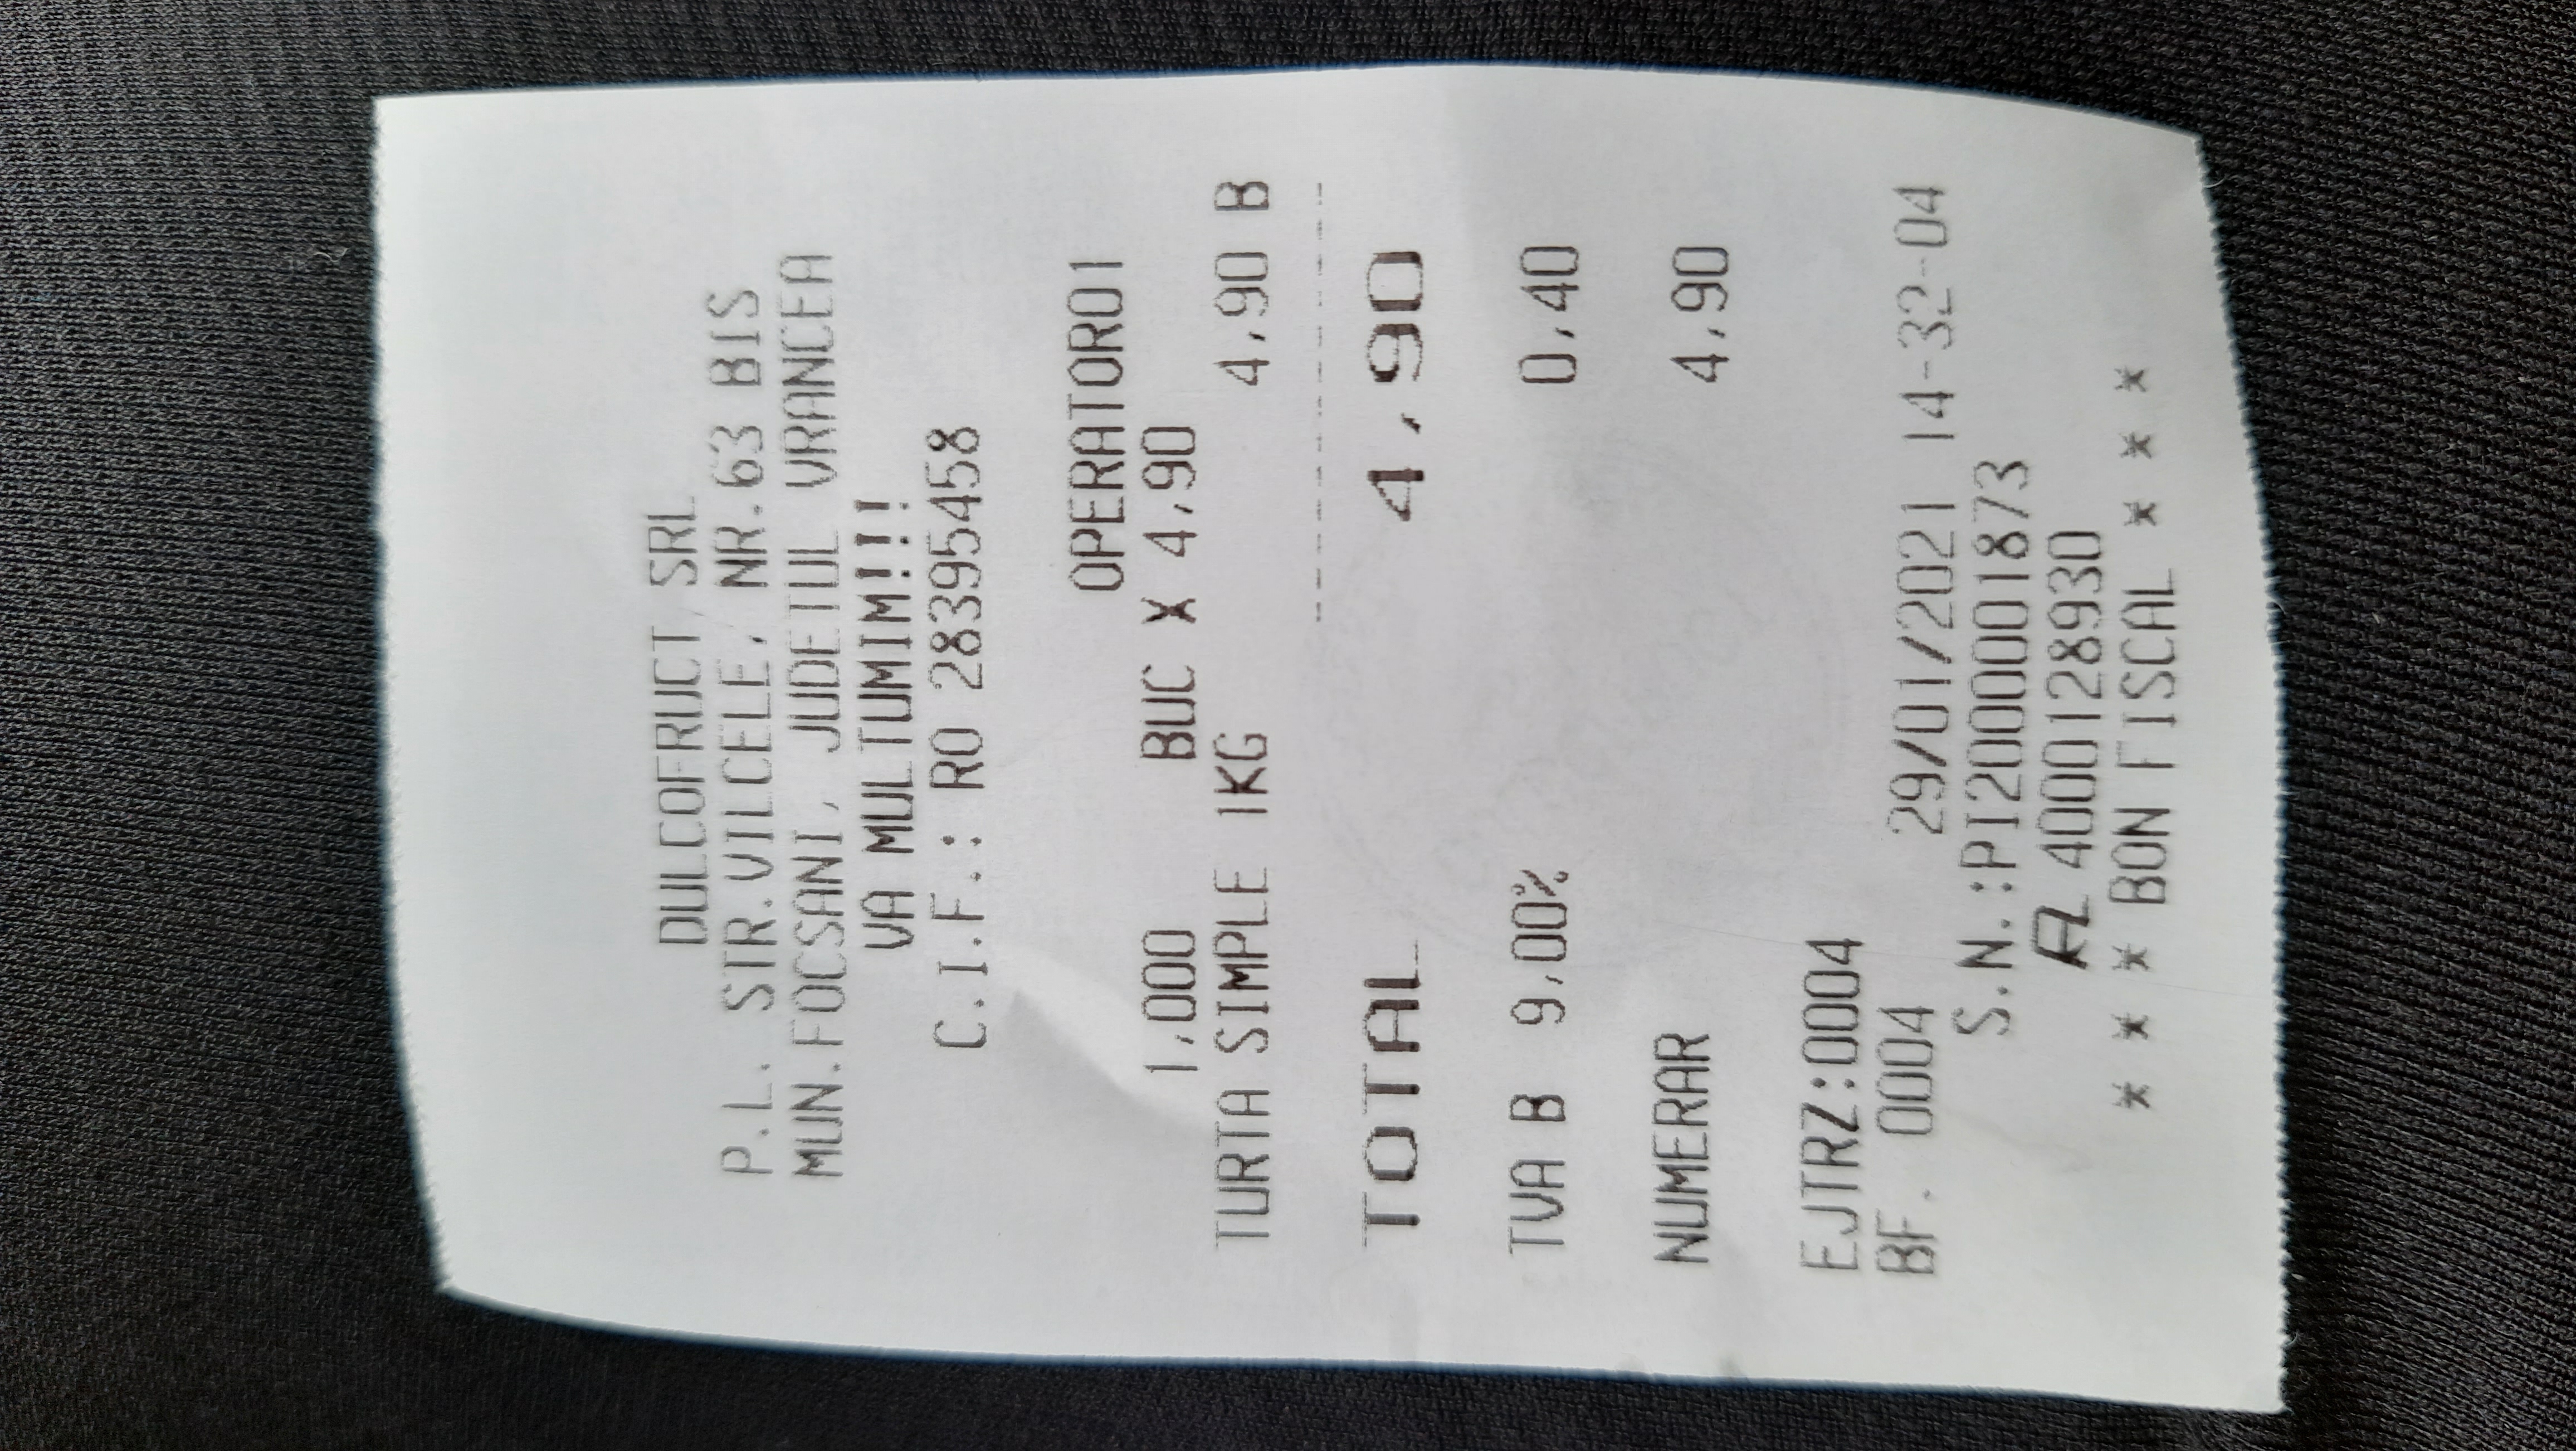 DULCOFRUCT SRL
P.L. STR.VILCELE, NR.63 BIS
MUN.FOCSANI, JUDETUL VRANCEA
VA MULTUMIM!!!!
C.I.F.: RO 28395458
OPERATOR01
1,000 BUC X 4,90
TURTA SIMPLE 1KG 4,90 B
TOTAL 4,90
TVA B 9,00% 0,40
NUMERAR 4,90
EJTRZ:0004
BF. 0004 29/01/2021 14-32-04
S.N.:PI2000001873
4000128930
* * * BON FISCAL * * *